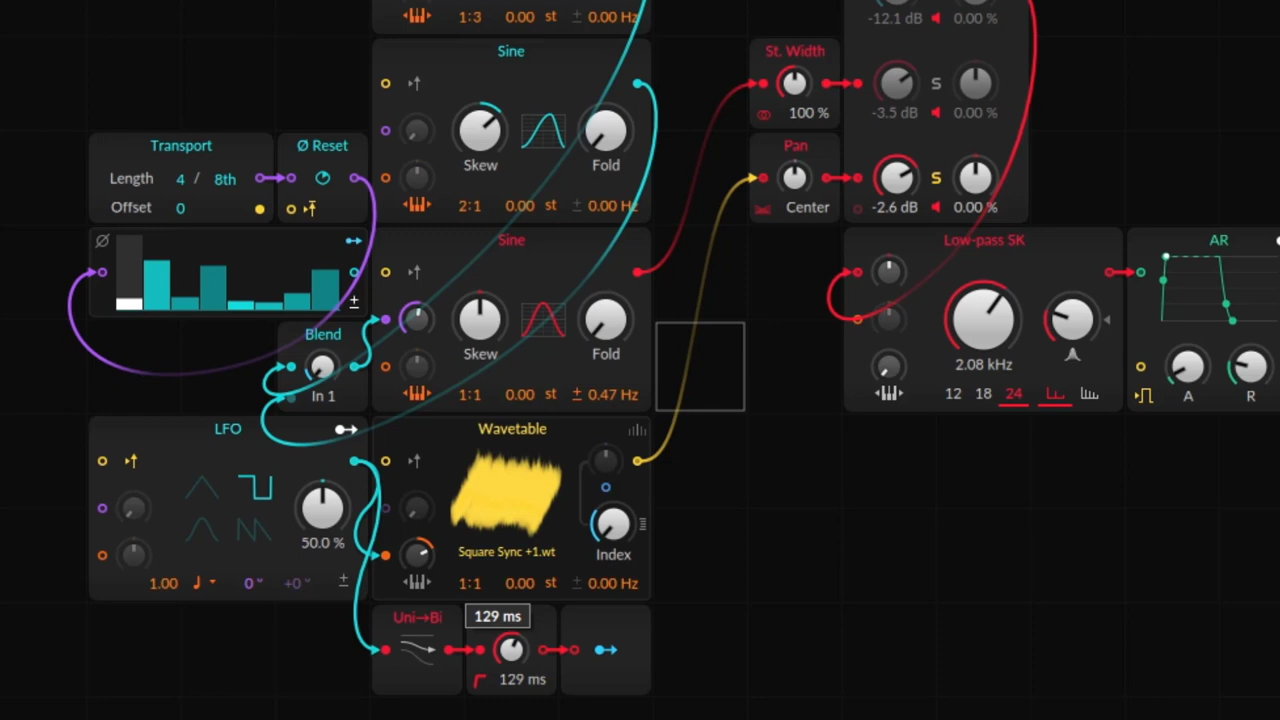 1:3 0.00 st ± 0.00 Hz
-12.1 dB 0.00 %
Sine
St. Width
S
-3.5 dB 0.00 %
100 %
Skew Fold
Transport
Ø Reset
Pan
Length 4 / 8th
S
Offset 0
2:1 0.00 st ± 0.00 Hz
Center
-2.6 dB 0.00 %
Sine
Low-pass SK
AR
Ø
±
Blend
Skew Fold
2.08 kHz
In 1
1:1 0.00 st ± 0.47 Hz
12 18 24
A R
LFO
Wavetable
50.0 %
Square Sync +1.wt
Index
1.00 0° +0° ±
1:1 0.00 st ± 0.00 Hz
Uni→Bi
129 ms
129 ms